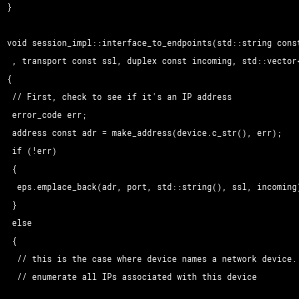 }
void session_impl::interface_to_endpoints(std::string const
, transport const ssl, duplex const incoming, std::vector<
{
// First, check to see if it's an IP address
error_code err;
address const adr = make_address(device.c_str(), err);
if (!err)
{
eps.emplace_back(adr, port, std::string(), ssl, incoming)
}
else
{
// this is the case where device names a network device.
// enumerate all IPs associated with this device